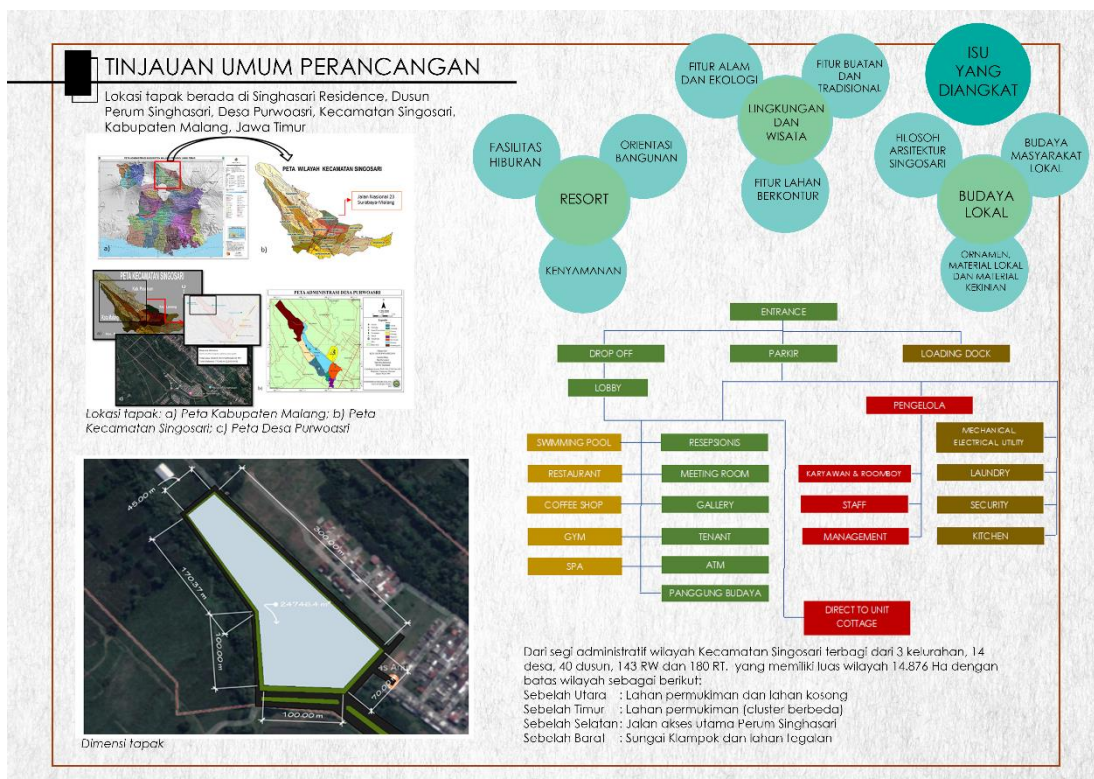 TINJAUAN UMUM PERANCANGAN
Lokasi tapak berada di Singhasari Residence, Dusun
Perum Singhasari, Desa Purwoasri, Kecamatan Singosari,
Kabupaten Malang, Jawa Timur
PETA WILAYAH KECAMATAN SINGOSARI
Jalan Nasional 23
Surabaya-Malang
a)
b)
PETA KECAMATAN SINGOSARI
PETA ADMINISTRASI DESA PURWOASRI
Lokasi tapak: a) Peta Kabupaten Malang; b) Peta
Kecamatan Singosari; c) Peta Desa Purwoasri
45.00 m
300.00 m
170.37 m
100.00 m
70.00
100.00 m
Dimensi tapak
FITUR ALAM
DAN EKOLOGI
FITUR BUATAN
DAN
TRADISIONAL
LINGKUNGAN
DAN
WISATA
FITUR LAHAN
BERKONTUR
FASILITAS
HIBURAN
ORIENTASI
BANGUNAN
RESORT
KENYAMANAN
ISU
YANG
DIANGKAT
FILOSOFI
ARSITEKTUR
SINGOSARI
BUDAYA
MASYARAKAT
LOKAL
BUDAYA
LOKAL
ORNAMEN,
MATERIAL LOKAL
DAN MATERIAL
KEKINIAN
ENTRANCE
DROP OFF
PARKIR
LOADING DOCK
LOBBY
PENGELOLA
SWIMMING POOL
RESEPSIONIS
MECHANICAL
ELECTRICAL UTILITY
RESTAURANT
MEETING ROOM
KARYAWAN & ROOMBOY
LAUNDRY
COFFEE SHOP
GALLERY
STAFF
SECURITY
GYM
TENANT
MANAGEMENT
KITCHEN
SPA
ATM
PANGGUNG BUDAYA
DIRECT TO UNIT
COTTAGE
Dari segi administratif wilayah Kecamatan Singosari terbagi dari 3 kelurahan, 14
desa, 40 dusun, 143 RW dan 180 RT. yang memiliki luas wilayah 14.876 Ha dengan
batas wilayah sebagai berikut:
Sebelah Utara : Lahan permukiman dan lahan kosong
Sebelah Timur : Lahan permukiman (cluster berbeda)
Sebelah Selatan : Jalan akses utama Perum Singhasari
Sebelah Barat : Sungai Klampok dan lahan tegalan